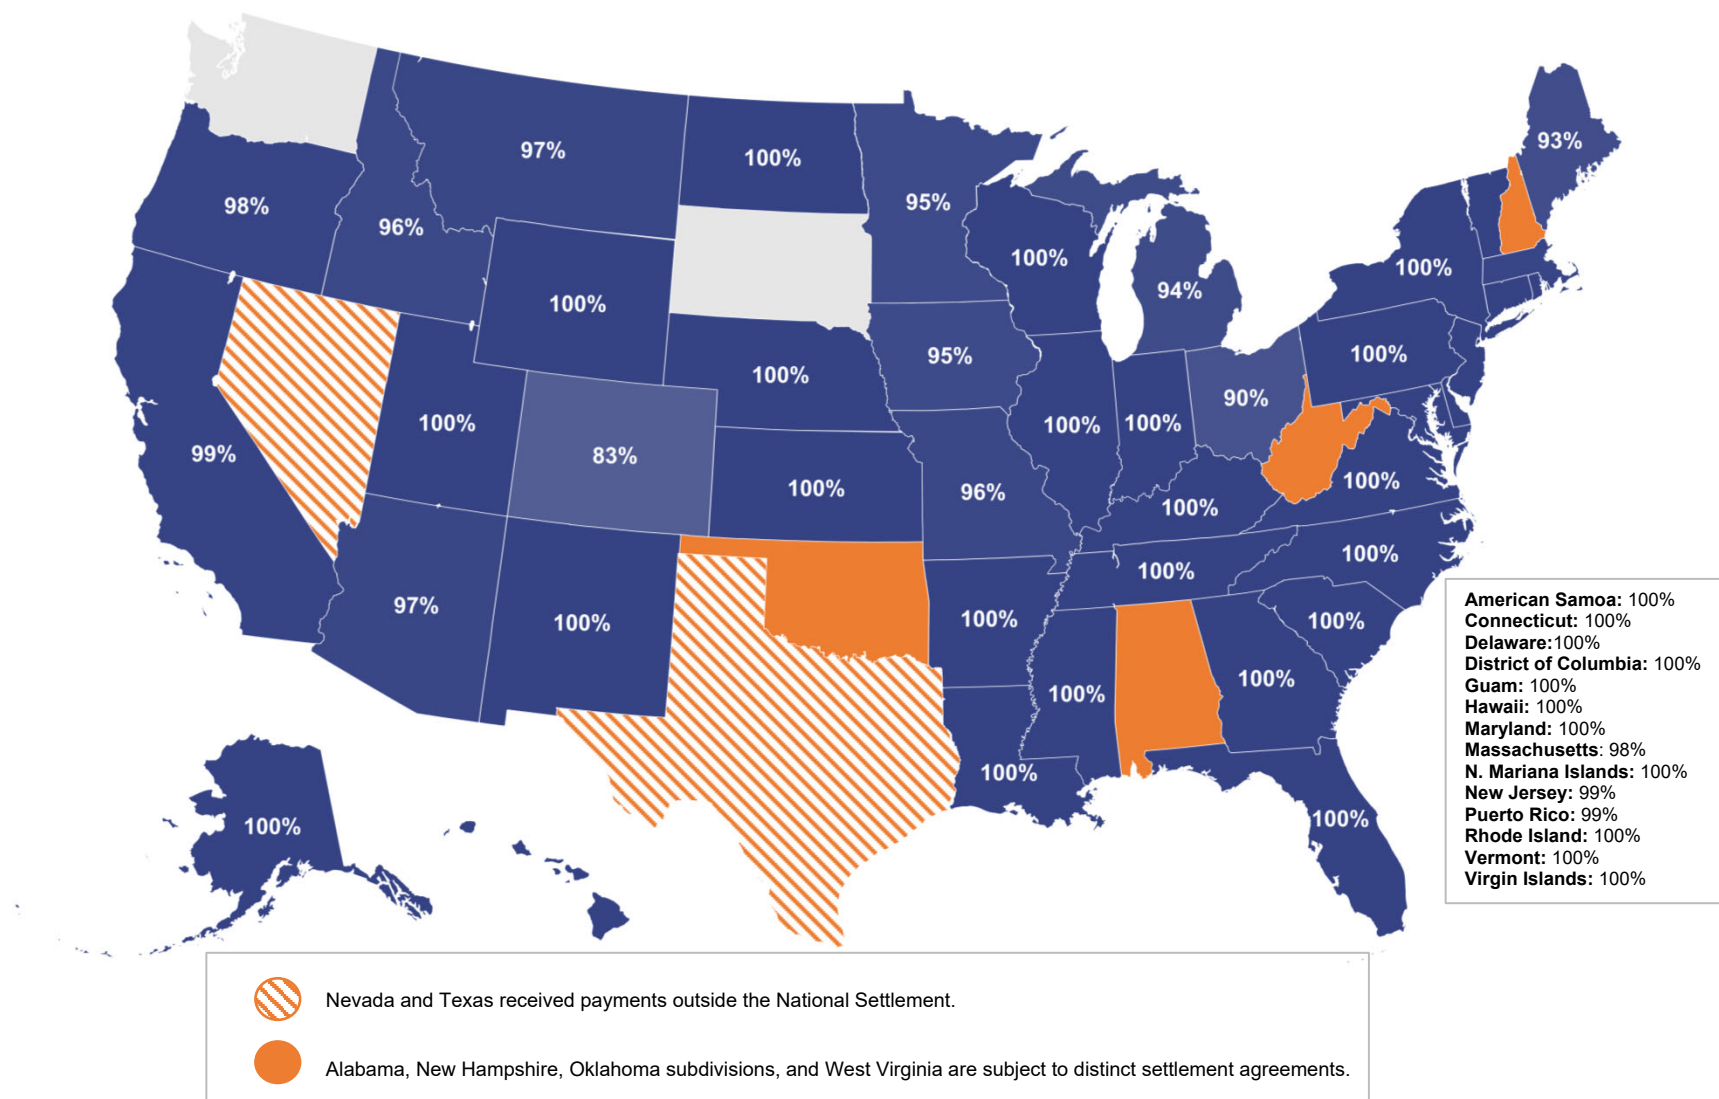 93%
97%
100%
95%
98%
96%
100%
100%
94%
100%
100%
95%
100%
100%
90%
99%
100%
83%
100%
100%
100%
96%
100%
100%
100%
97%
100%
100%
100%
100%
100%
100%
100%
100%
100%
100%
American Samoa: 100%
Connecticut: 100%
Delaware:100%
District of Columbia: 100%
Guam: 100%
Hawaii: 100%
Maryland: 100%
Massachusetts: 98%
N. Mariana Islands: 100%
New Jersey: 99%
Puerto Rico: 99%
Rhode Island: 100%
Vermont: 100%
Virgin Islands: 100%
Nevada and Texas received payments outside the National Settlement.
Alabama, New Hampshire, Oklahoma subdivisions, and West Virginia are subject to distinct settlement agreements.